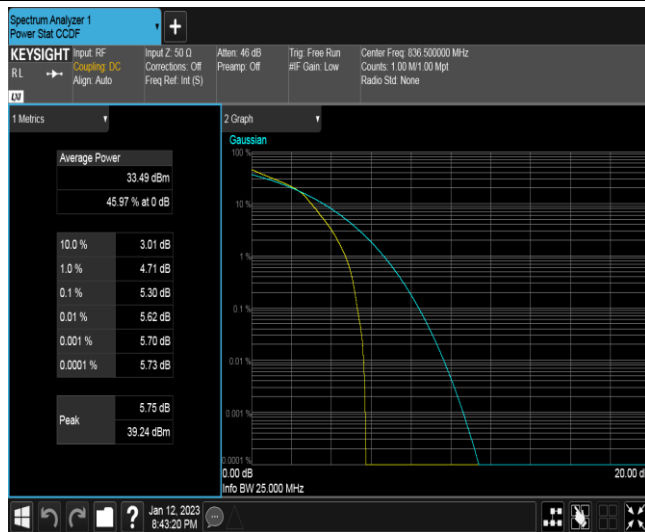 Spectrum Analyzer 1
Power Stat CCDF
+
KEYSIGHT
RL
LXI
Input: RF
Coupling: DC
Align: Auto
Input Z: 50 Ω
Corrections: Off
Freq Ref: Int (S)
Atten: 46 dB
Preamp: Off
Trig: Free Run
#IF Gain: Low
Center Freq: 836.500000 MHz
Counts: 1.00 M/1.00 Mpt
Radio Std: None
1 Metrics
Average Power
33.49 dBm
45.97 % at 0 dB
10.0 % 3.01 dB
1.0 % 4.71 dB
0.1 % 5.30 dB
0.01 % 5.62 dB
0.001 % 5.70 dB
0.0001 % 5.73 dB
Peak
5.75 dB
39.24 dBm
2 Graph
Gaussian
100 %
10 %
1 %
0.1 %
0.01 %
0.001 %
0.0001 %
0.00 dB
20.00 d
Info BW 25.000 MHz
?
Jan 12, 2023
8:43:20 PM